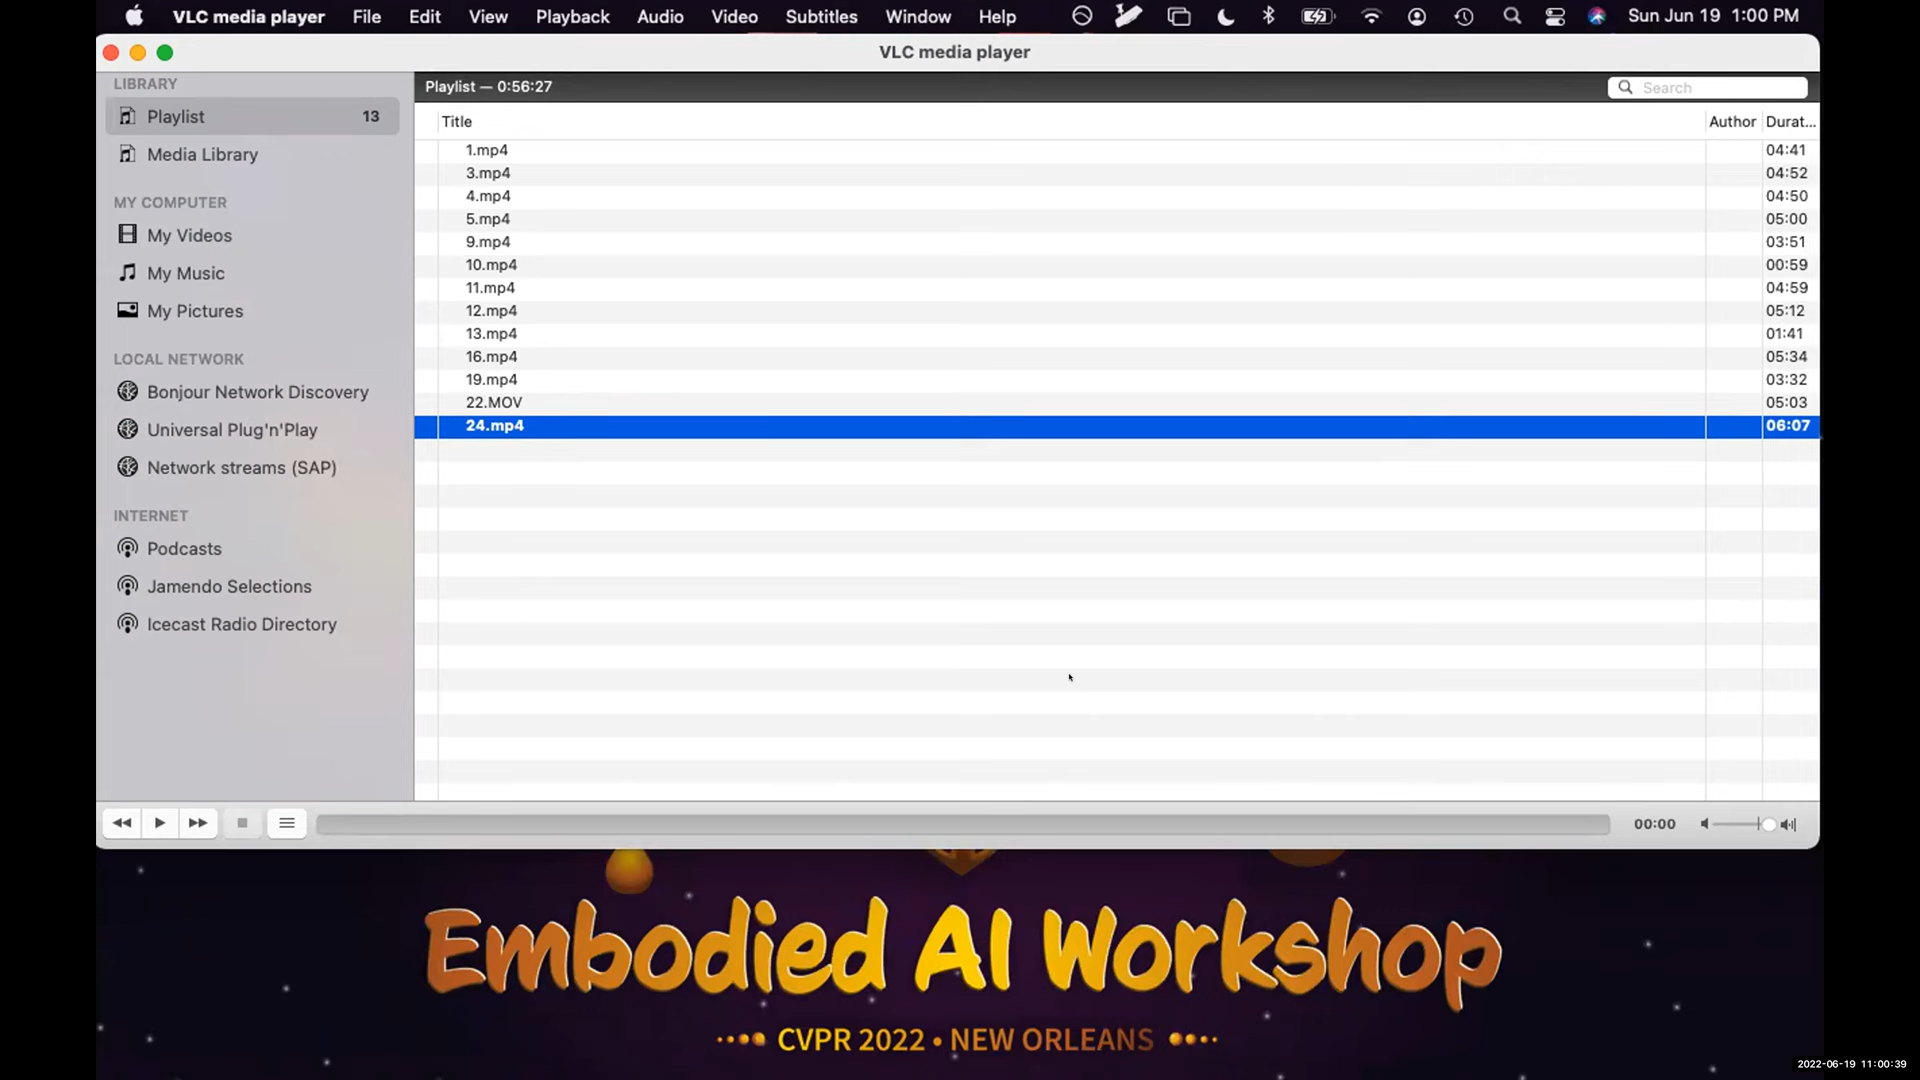 VLC media player File Edit View Playback Audio Video Subtitles Window Help Sun Jun 19 1:00 PM
VLC media player
LIBRARY
Playlist 13
Media Library
MY COMPUTER
My Videos
My Music
My Pictures
LOCAL NETWORK
Bonjour Network Discovery
Universal Plug'n'Play
Network streams (SAP)
INTERNET
Podcasts
Jamendo Selections
Icecast Radio Directory
Playlist — 0:56:27
Search
Title Author Durat...
1.mp4 04:41
3.mp4 04:52
4.mp4 04:50
5.mp4 05:00
9.mp4 03:51
10.mp4 00:59
11.mp4 04:59
12.mp4 05:12
13.mp4 01:41
16.mp4 05:34
19.mp4 03:32
22.MOV 05:03
24.mp4 06:07
00:00
Embodied AI Workshop
CVPR 2022 • NEW ORLEANS
2022-06-19 11:00:39